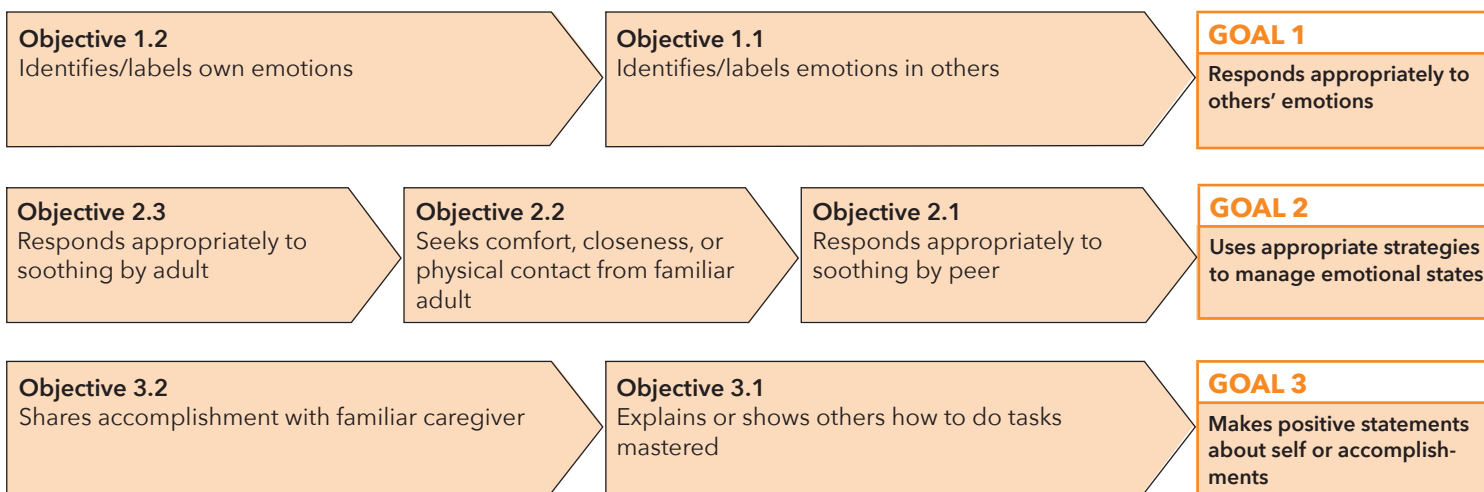 Objective 1.2
Identifies/labels own emotions
Objective 1.1
Identifies/labels emotions in others
GOAL 1
Responds appropriately to
others’ emotions
Objective 2.3
Responds appropriately to
soothing by adult
Objective 2.2
Seeks comfort, closeness, or
physical contact from familiar
adult
Objective 2.1
Responds appropriately to
soothing by peer
GOAL 2
Uses appropriate strategies
to manage emotional states
Objective 3.2
Shares accomplishment with familiar caregiver
Objective 3.1
Explains or shows others how to do tasks
mastered
GOAL 3
Makes positive statements
about self or accomplish-
ments